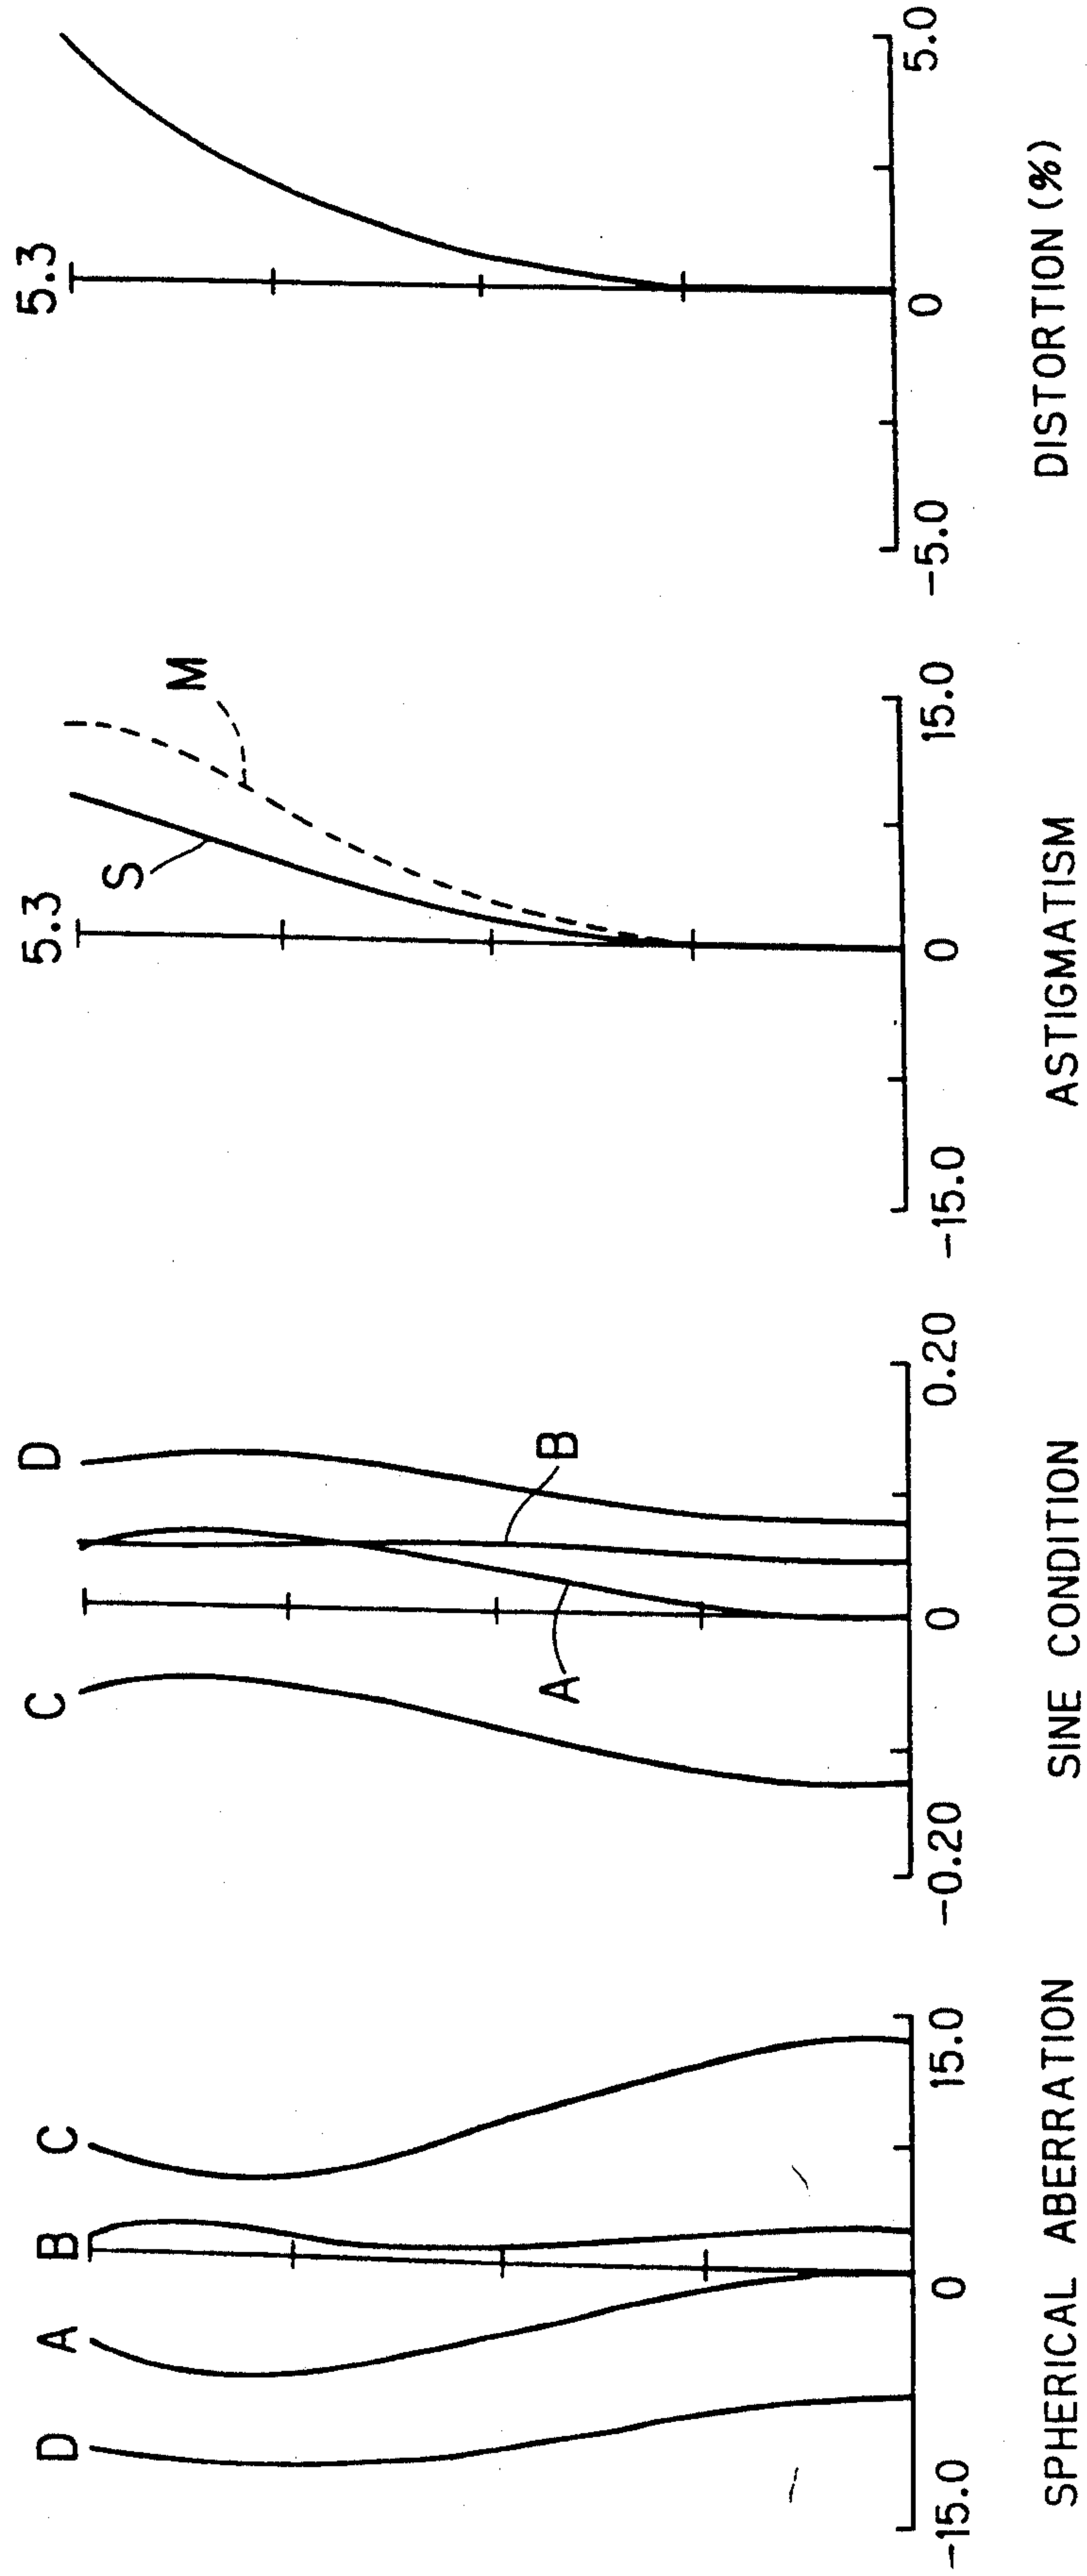 D A B C
-15.0 0 15.0
SPHERICAL ABERRATION
C D
A B
-0.20 0 0.20
SINE CONDITION
5.3
S M
-15.0 0 15.0
ASTIGMATISM
5.3
-5.0 0 5.0
DISTORTION (%)